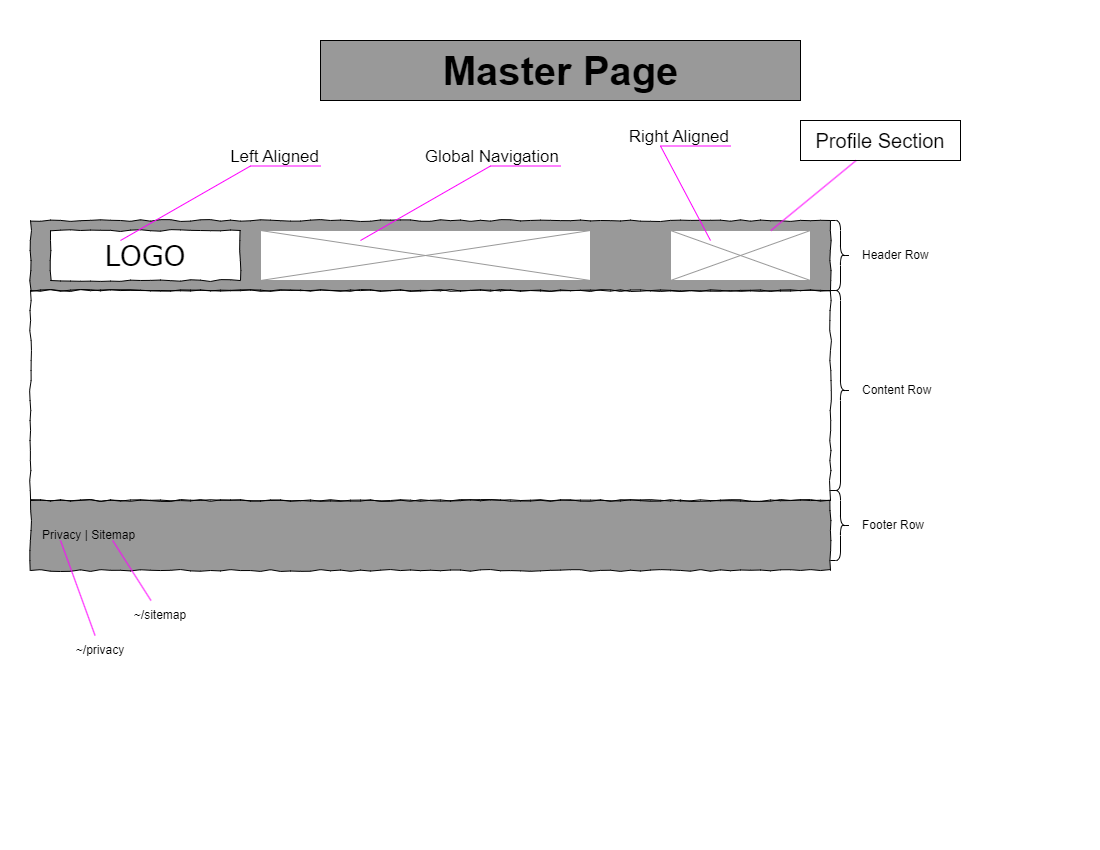 Master Page
Right Aligned
Profile Section
Left Aligned
Global Navigation
LOGO
Header Row
Content Row
Footer Row
Privacy | Sitemap
~/sitemap
~/privacy